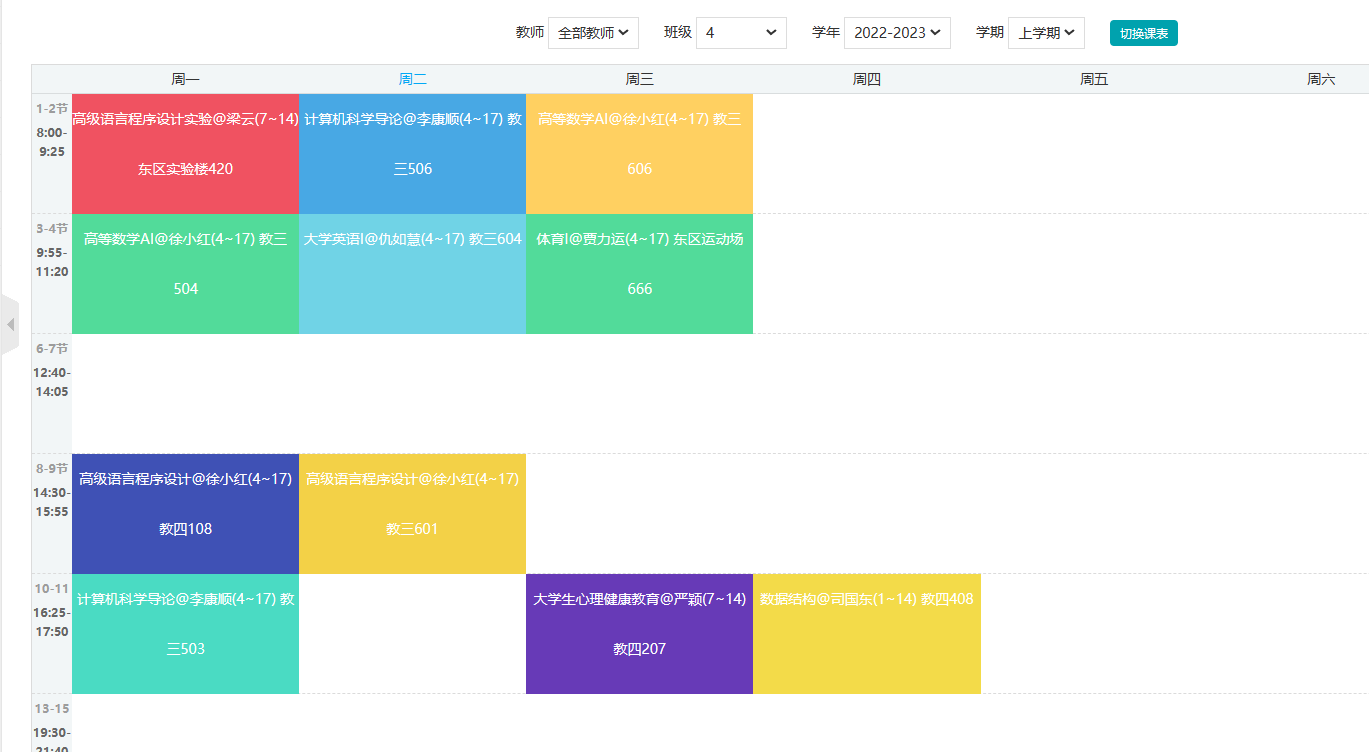 教师 全部教师 班级 4 学年 2022-2023 学期 上学期 切换课表
周一 周二 周三 周四 周五 周六
1-2节
8:00-
9:25
高级语言程序设计实验@梁云(7~14)
东区实验楼420
计算机科学导论@李康顺(4~17) 教
三506
高等数学AI@徐小红(4~17) 教三
606
3-4节
9:55-
11:20
高等数学AI@徐小红(4~17) 教三
504
大学英语I@仇如慧(4~17) 教三604
体育I@贾力运(4~17) 东区运动场
666
6-7节
12:40-
14:05
8-9节
14:30-
15:55
高级语言程序设计@徐小红(4~17)
教四108
高级语言程序设计@徐小红(4~17)
教三601
10-11
16:25-
17:50
计算机科学导论@李康顺(4~17) 教
三503
大学生心理健康教育@严颖(7~14)
教四207
数据结构@司国东(1~14) 教四408
13-15
19:30-
21:40